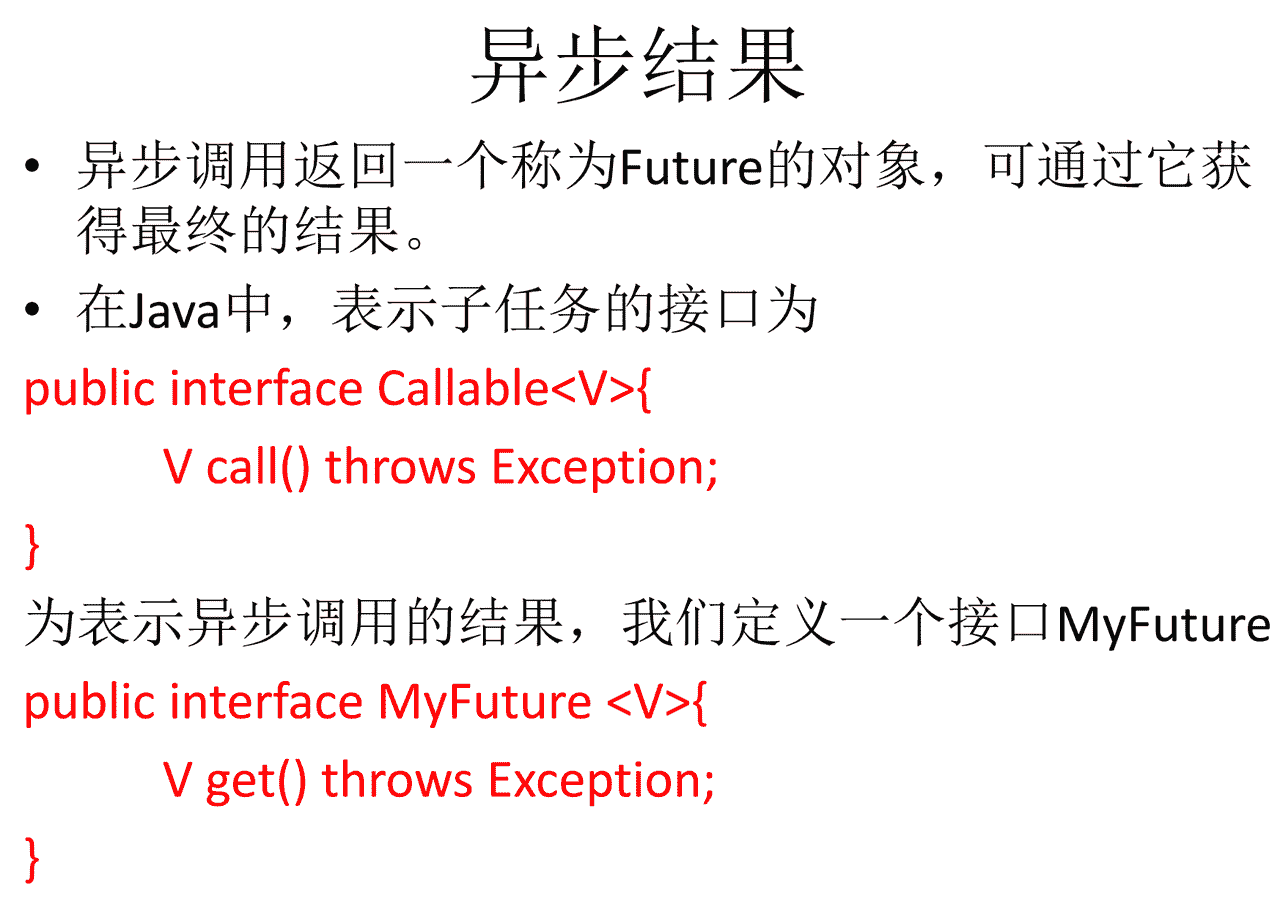 异步结果
• 异步调用返回一个称为Future的对象，可通过它获
得最终的结果。
• 在Java中，表示子任务的接口为
public interface Callable<V>{
V call() throws Exception;
}
为表示异步调用的结果，我们定义一个接口MyFuture
public interface MyFuture <V>{
V get() throws Exception;
}